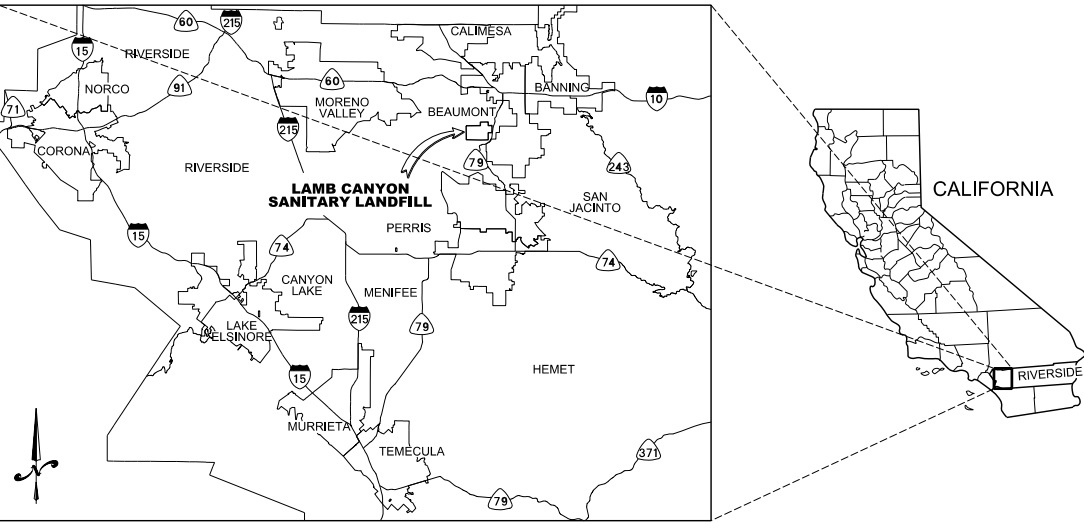 60
215
CALIMESA
15
RIVERSIDE
NORCO
91
60
BANNING
10
MORENO
VALLEY
BEAUMONT
71
215
CORONA
79
243
RIVERSIDE
LAMB CANYON
SANITARY LANDFILL
SAN
JACINTO
CALIFORNIA
PERRIS
15
74
74
CANYON
LAKE
MENIFEE
215
79
LAKE
ELSINORE
HEMET
15
RIVERSIDE
MURRIETA
TEMECULA
371
79
N